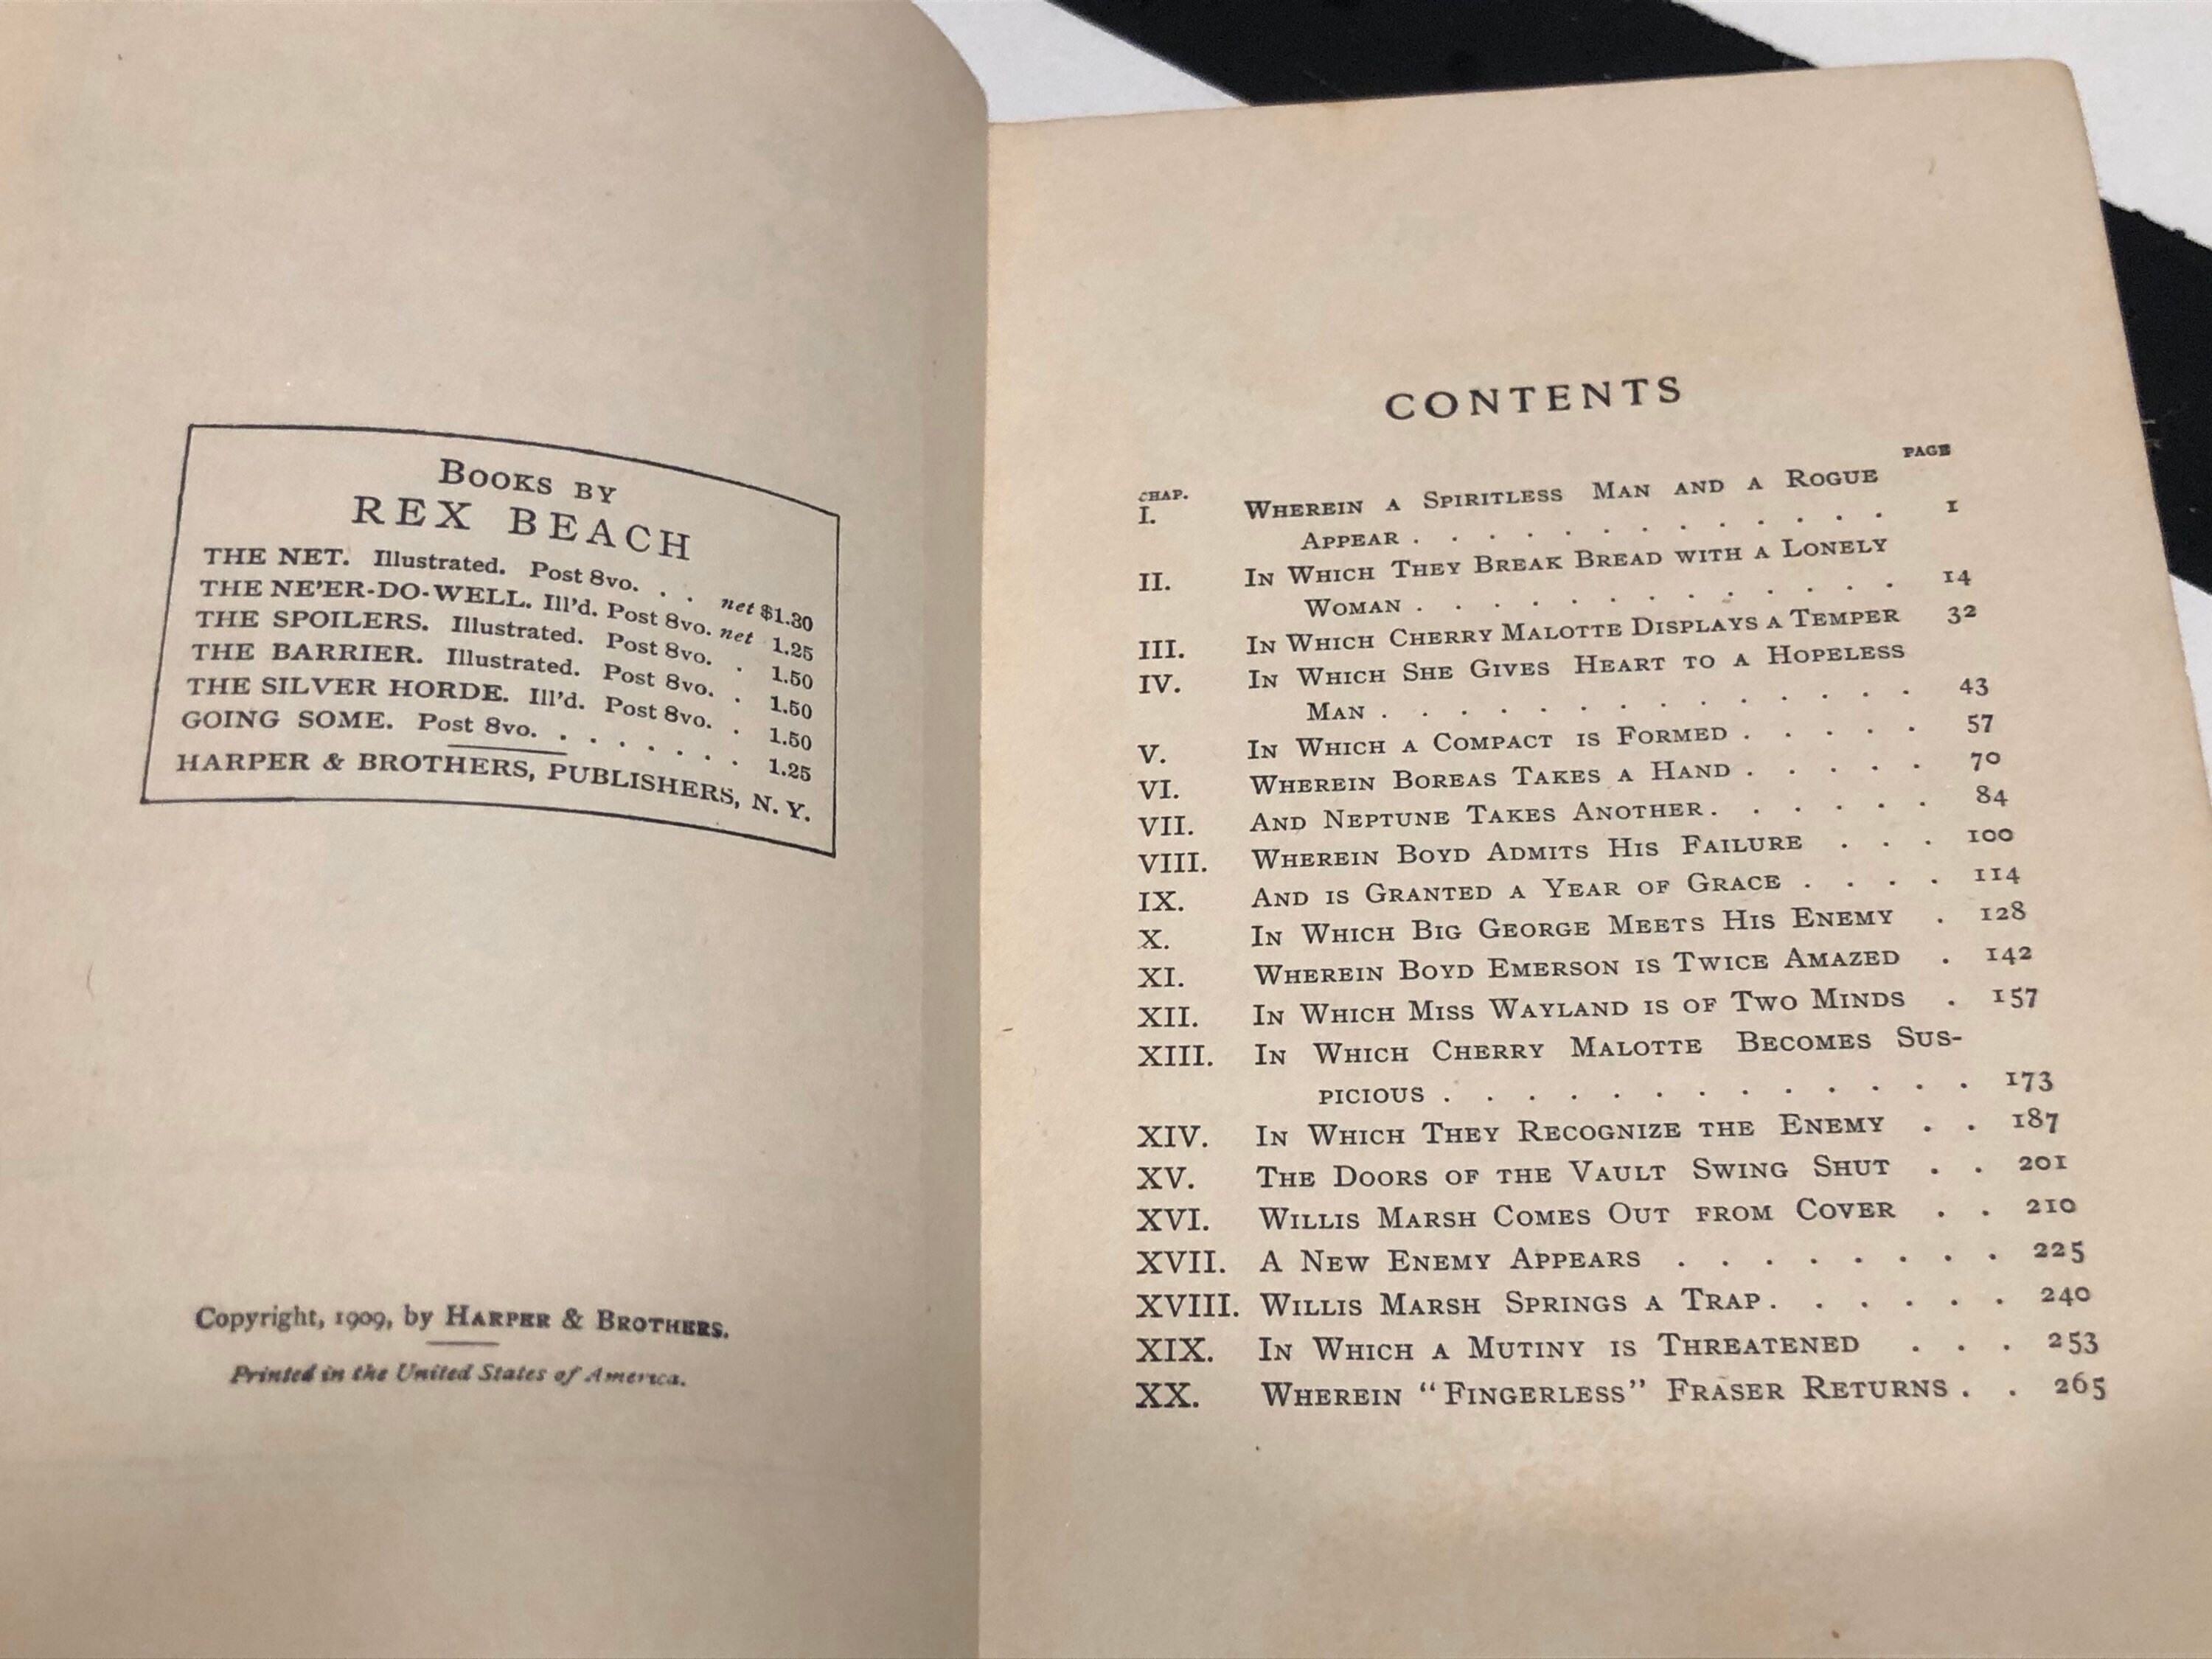 BOOKS BY
REX BEACH
THE NET. Illustrated. Post 8vo. . . net $1.30
THE NE'ER-DO-WELL. Ill'd. Post 8vo. net 1.25
THE SPOILERS. Illustrated. Post 8vo. . 1.50
THE BARRIER. Illustrated. Post 8vo. . 1.50
THE SILVER HORDE. Ill'd. Post 8vo. . 1.50
GOING SOME. Post 8vo. . . . . . . 1.25
HARPER & BROTHERS, PUBLISHERS, N. Y.
Copyright, 1909, by HARPER & BROTHERS.
Printed in the United States of America.
CONTENTS
CHAP. PAGE
I. WHEREIN A SPIRITLESS MAN AND A ROGUE
APPEAR . . . . . . . . . . . . 1
II. IN WHICH THEY BREAK BREAD WITH A LONELY
WOMAN . . . . . . . . . . . . 14
III. IN WHICH CHERRY MALOTTE DISPLAYS A TEMPER 32
IV. IN WHICH SHE GIVES HEART TO A HOPELESS
MAN . . . . . . . . . . . . . 43
V. IN WHICH A COMPACT IS FORMED . . . . . 57
VI. WHEREIN BOREAS TAKES A HAND . . . . . 70
VII. AND NEPTUNE TAKES ANOTHER . . . . . . 84
VIII. WHEREIN BOYD ADMITS HIS FAILURE . . . 100
IX. AND IS GRANTED A YEAR OF GRACE . . . . 114
X. IN WHICH BIG GEORGE MEETS HIS ENEMY . 128
XI. WHEREIN BOYD EMERSON IS TWICE AMAZED . 142
XII. IN WHICH MISS WAYLAND IS OF TWO MINDS . 157
XIII. IN WHICH CHERRY MALOTTE BECOMES SUS-
PICIOUS . . . . . . . . . . . . . 173
XIV. IN WHICH THEY RECOGNIZE THE ENEMY . . 187
XV. THE DOORS OF THE VAULT SWING SHUT . . 201
XVI. WILLIS MARSH COMES OUT FROM COVER . . 210
XVII. A NEW ENEMY APPEARS . . . . . . . . 225
XVIII. WILLIS MARSH SPRINGS A TRAP . . . . . . 240
XIX. IN WHICH A MUTINY IS THREATENED . . . 253
XX. WHEREIN "FINGERLESS" FRASER RETURNS . . 265